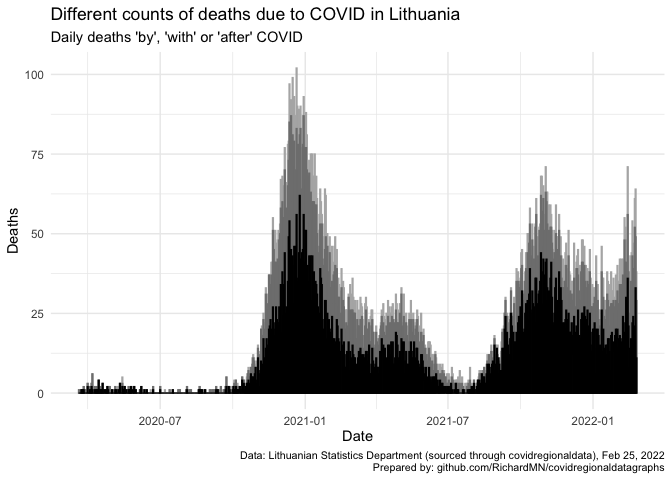 Different counts of deaths due to COVID in Lithuania
Daily deaths 'by', 'with' or 'after' COVID
100
75
50
25
0
Deaths
2020-07
2021-01
2021-07
2022-01
Date
Data: Lithuanian Statistics Department (sourced through covidregionaldata), Feb 25, 2022
Prepared by: github.com/RichardMN/covidregionaldatagraphs